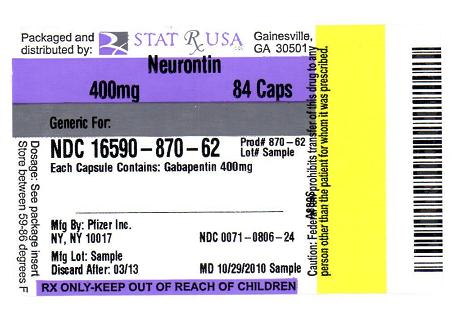 Packaged and distributed by: STAT Rx USA Gainesville, GA 30501
Neurontin
400mg 84 Caps
Generic For:
NDC 16590-870-62 Prod# 870-62
Lot# Sample
Each Capsule Contains: Gabapentin 400mg
Mfg By: Pfizer Inc.
NY, NY 10017 NDC 0071-0806-24
Mfg Lot: Sample
Discard After: 03/13 MD 10/29/2010 Sample
RX ONLY-KEEP OUT OF REACH OF CHILDREN
Dosage: See package insert
Store between 59-86 degrees F
Caution: Federal prohibits transfer of this drug to any
person other than the patient for whom it was prescribed.